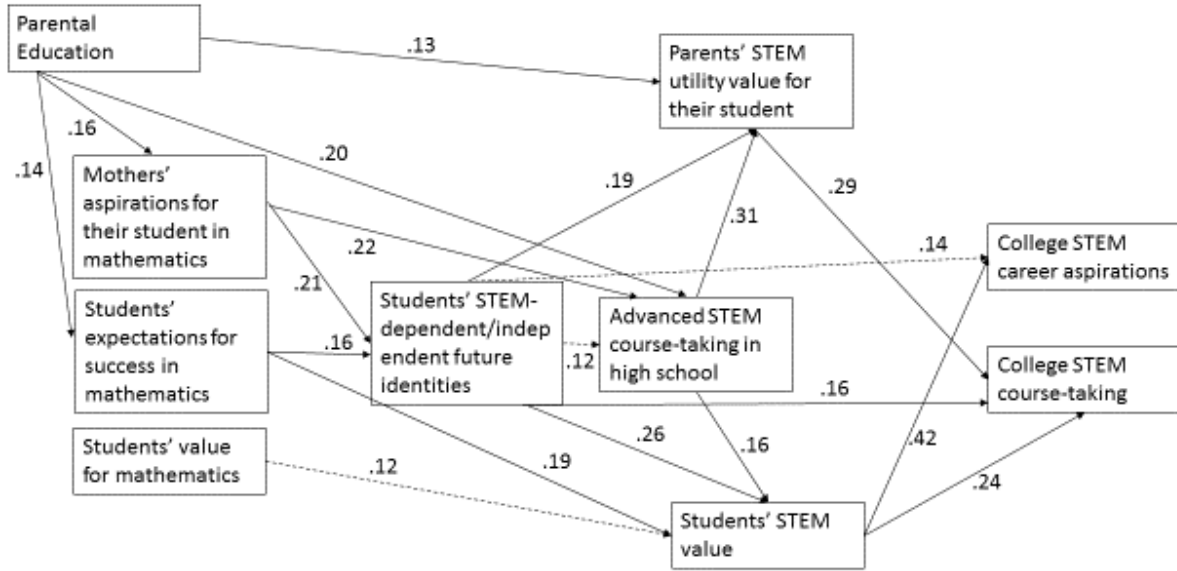 Parental
Education
.13
Parents' STEM
utility value for
their student
.16
.14
.20
Mothers'
aspirations for
their student in
mathematics
.19
.29
.31
.22
.14
College STEM
career aspirations
.21
Students'
expectations for
success in
mathematics
.16
Students' STEM-
dependent/indep
endent future
identities
.12
Advanced STEM
course-taking in
high school
College STEM
course-taking
.16
Students' value
for mathematics
.12
.19
.26
.16
.42
.24
Students' STEM
value